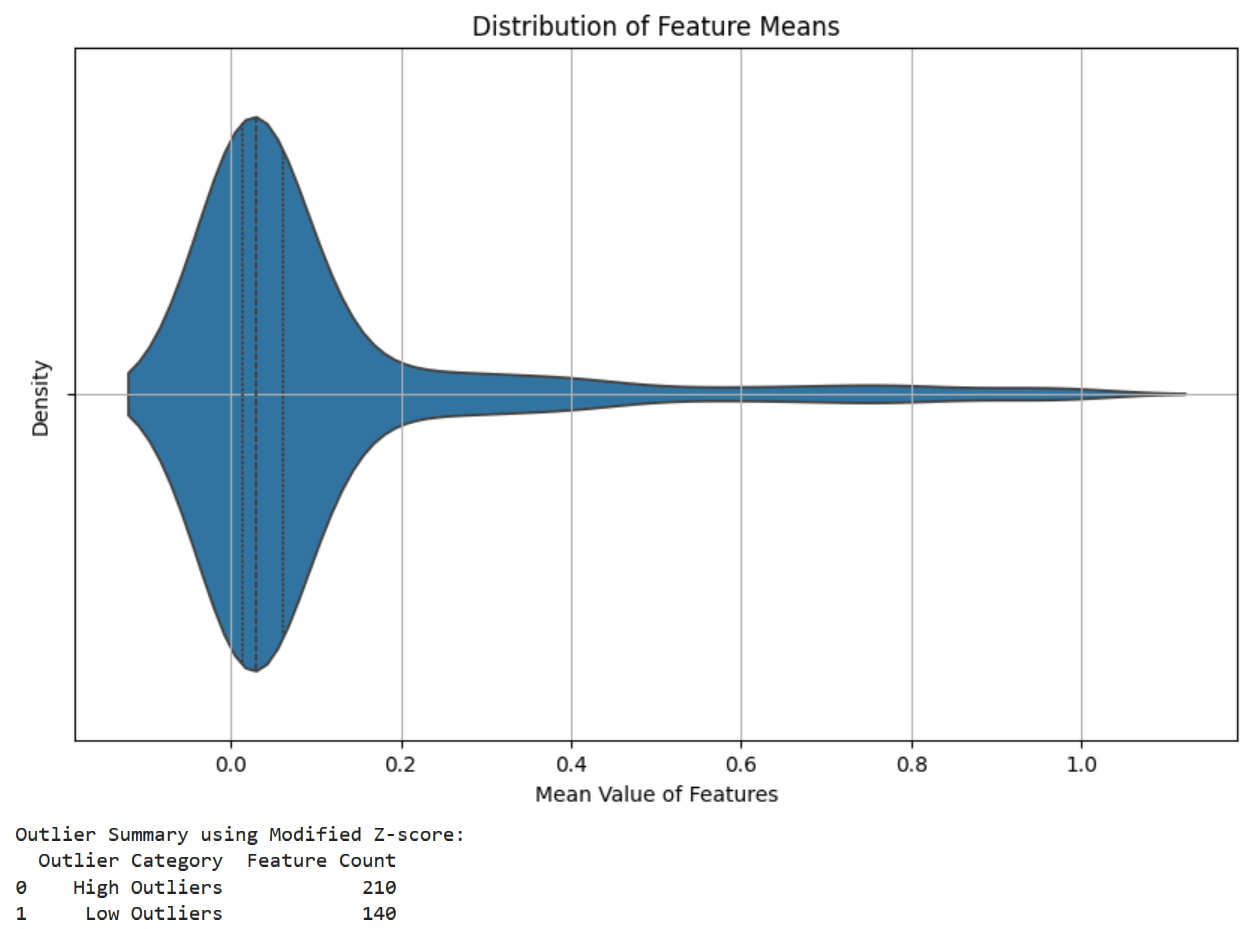 Distribution of Feature Means
Density
0.0 0.2 0.4 0.6 0.8 1.0
Mean Value of Features
Outlier Summary using Modified Z-score:
Outlier Category Feature Count
0 High Outliers 210
1 Low Outliers 140